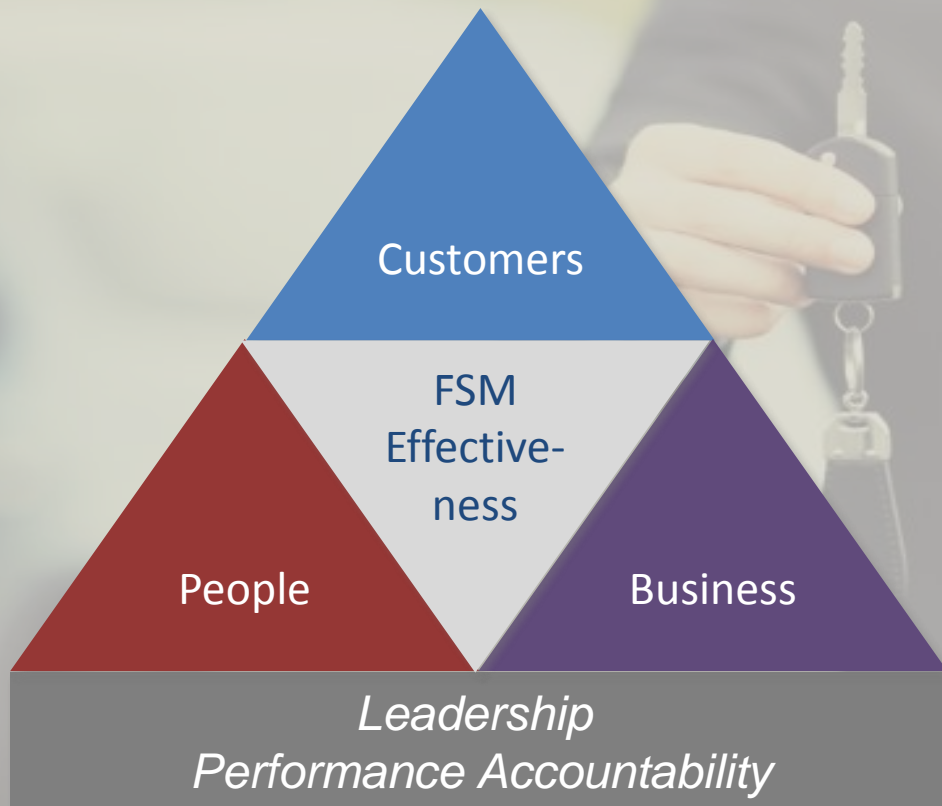 Customers
FSM
Effective-
ness
People
Business
Leadership
Performance Accountability